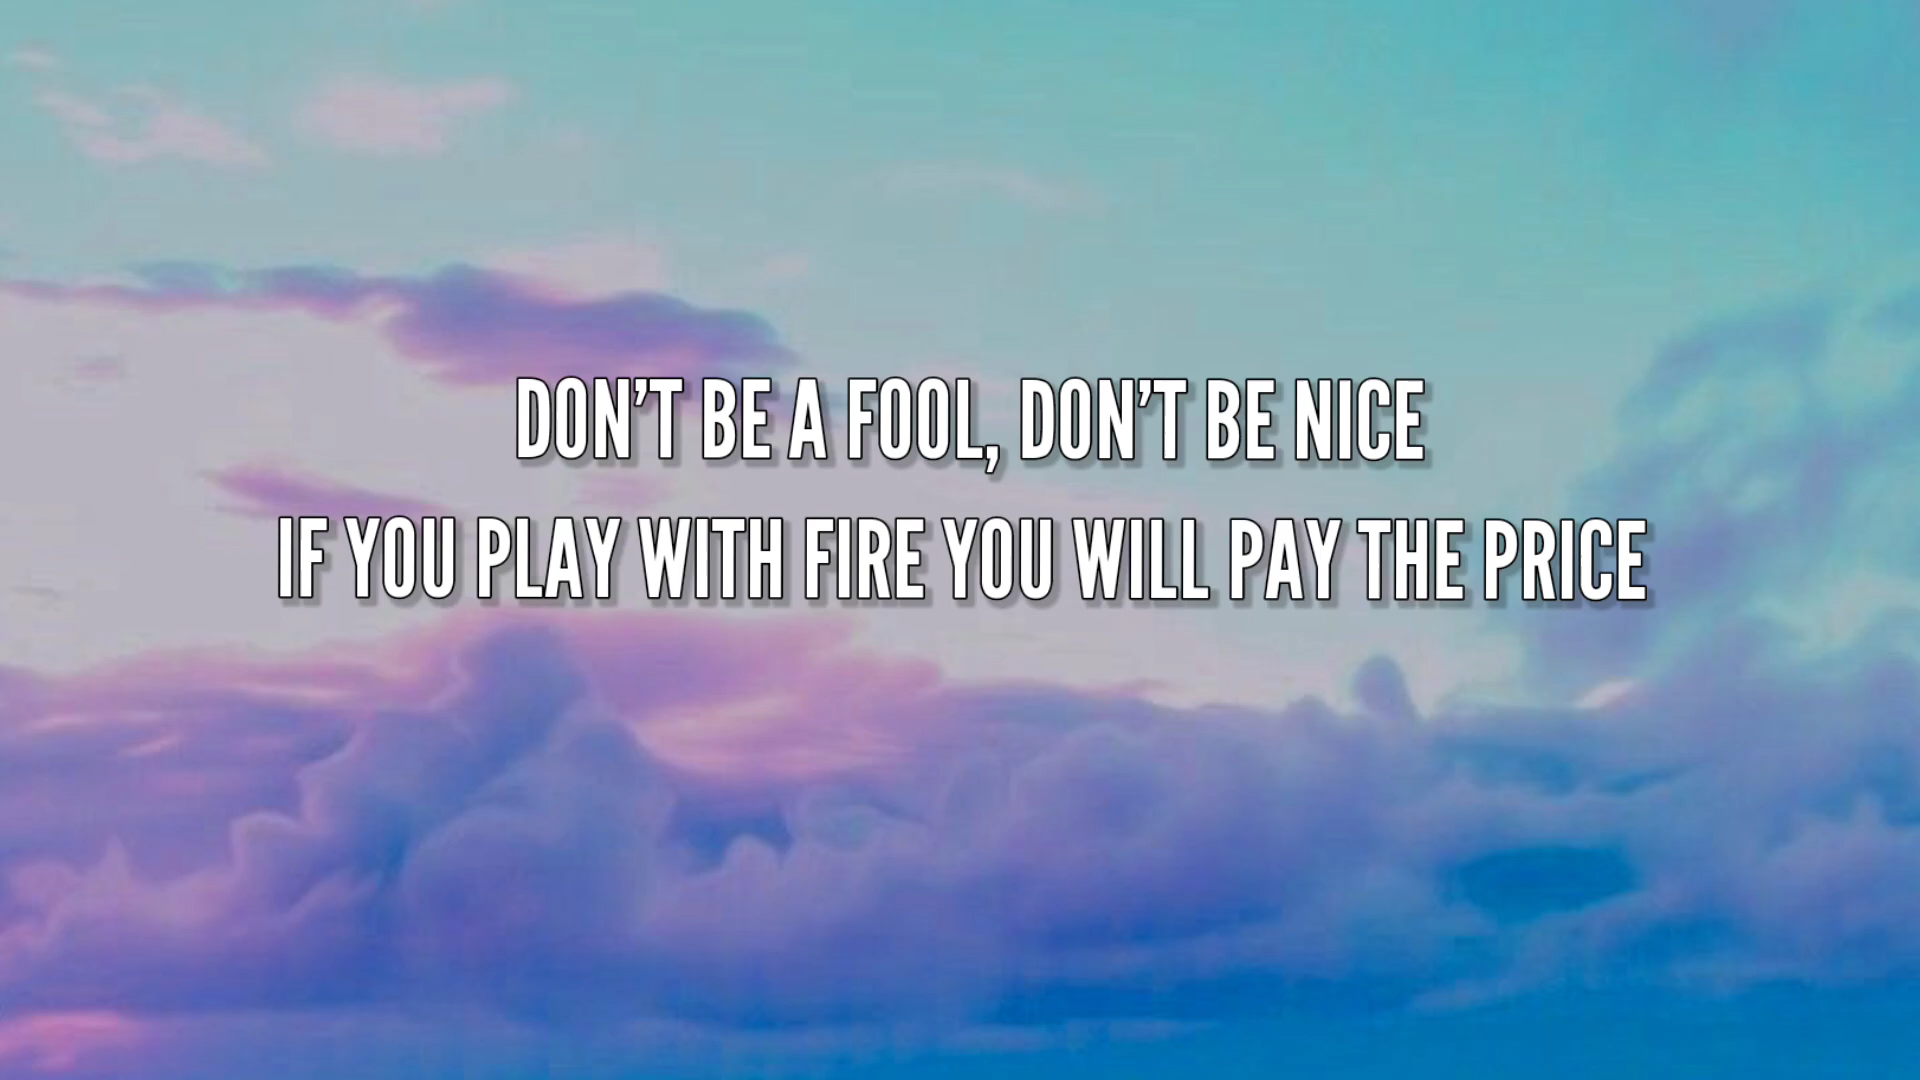 DON’T BE A FOOL, DON’T BE NICE
IF YOU PLAY WITH FIRE YOU WILL PAY THE PRICE